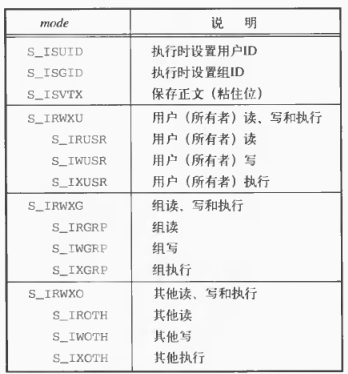 mode 说 明
S_ISUID 执行时设置用户ID
S_ISGID 执行时设置组ID
S_ISVTX 保存正文（粘住位）
S_IRWXU 用户（所有者）读、写和执行
S_IRUSR 用户（所有者）读
S_IWUSR 用户（所有者）写
S_IXUSR 用户（所有者）执行
S_IRWXG 组读、写和执行
S_IRGRP 组读
S_IWGRP 组写
S_IXGRP 组执行
S_IRWXO 其他读、写和执行
S_IROTH 其他读
S_IWOTH 其他写
S_IXOTH 其他执行